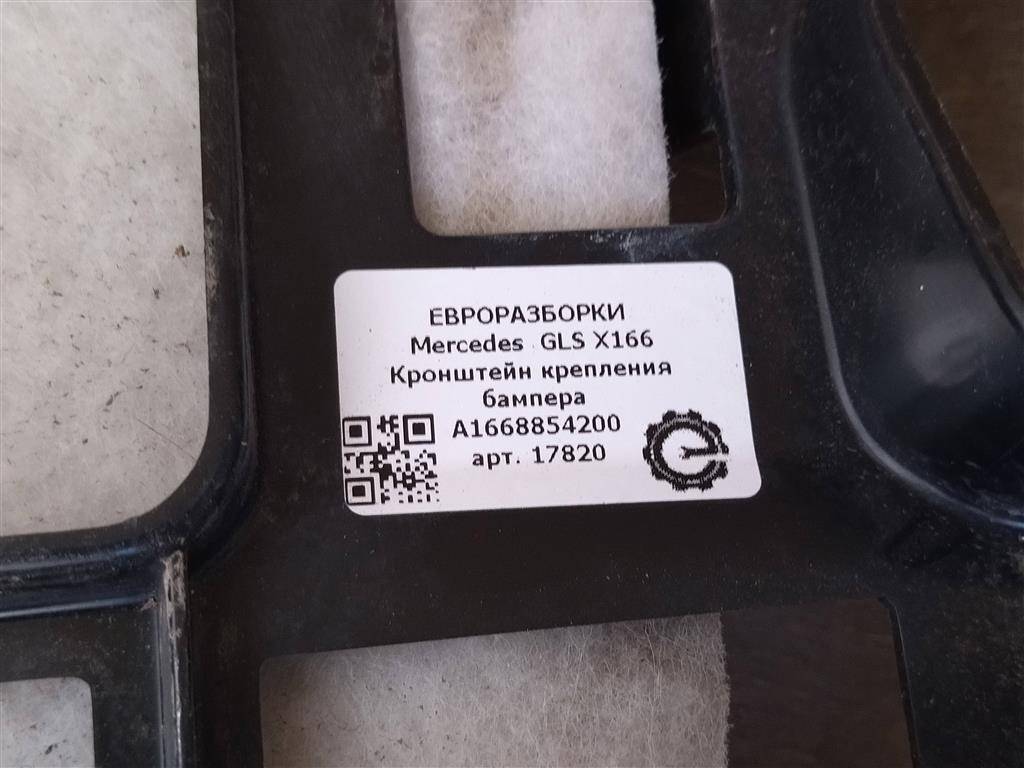 ЕВРОРАЗБОРКИ
Mercedes GLS X166
Кронштейн крепления
бампера
A1668854200
арт. 17820